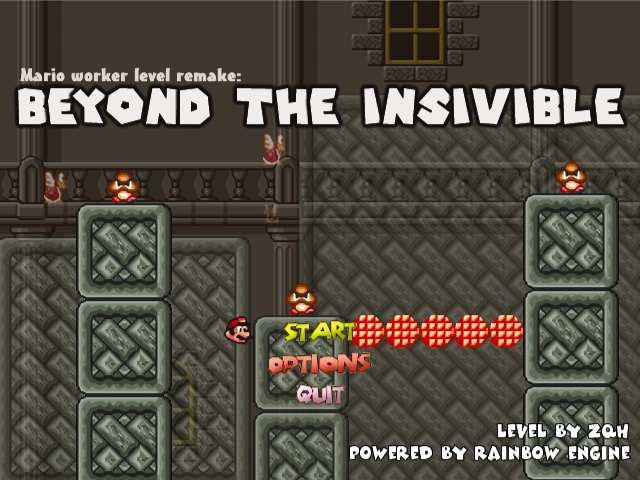 Mario worker level remake:
BEYOND THE INSIVIBLE
START
OPTIONS
QUIT
LEVEL BY ZQH
POWERED BY RAINBOW ENGINE